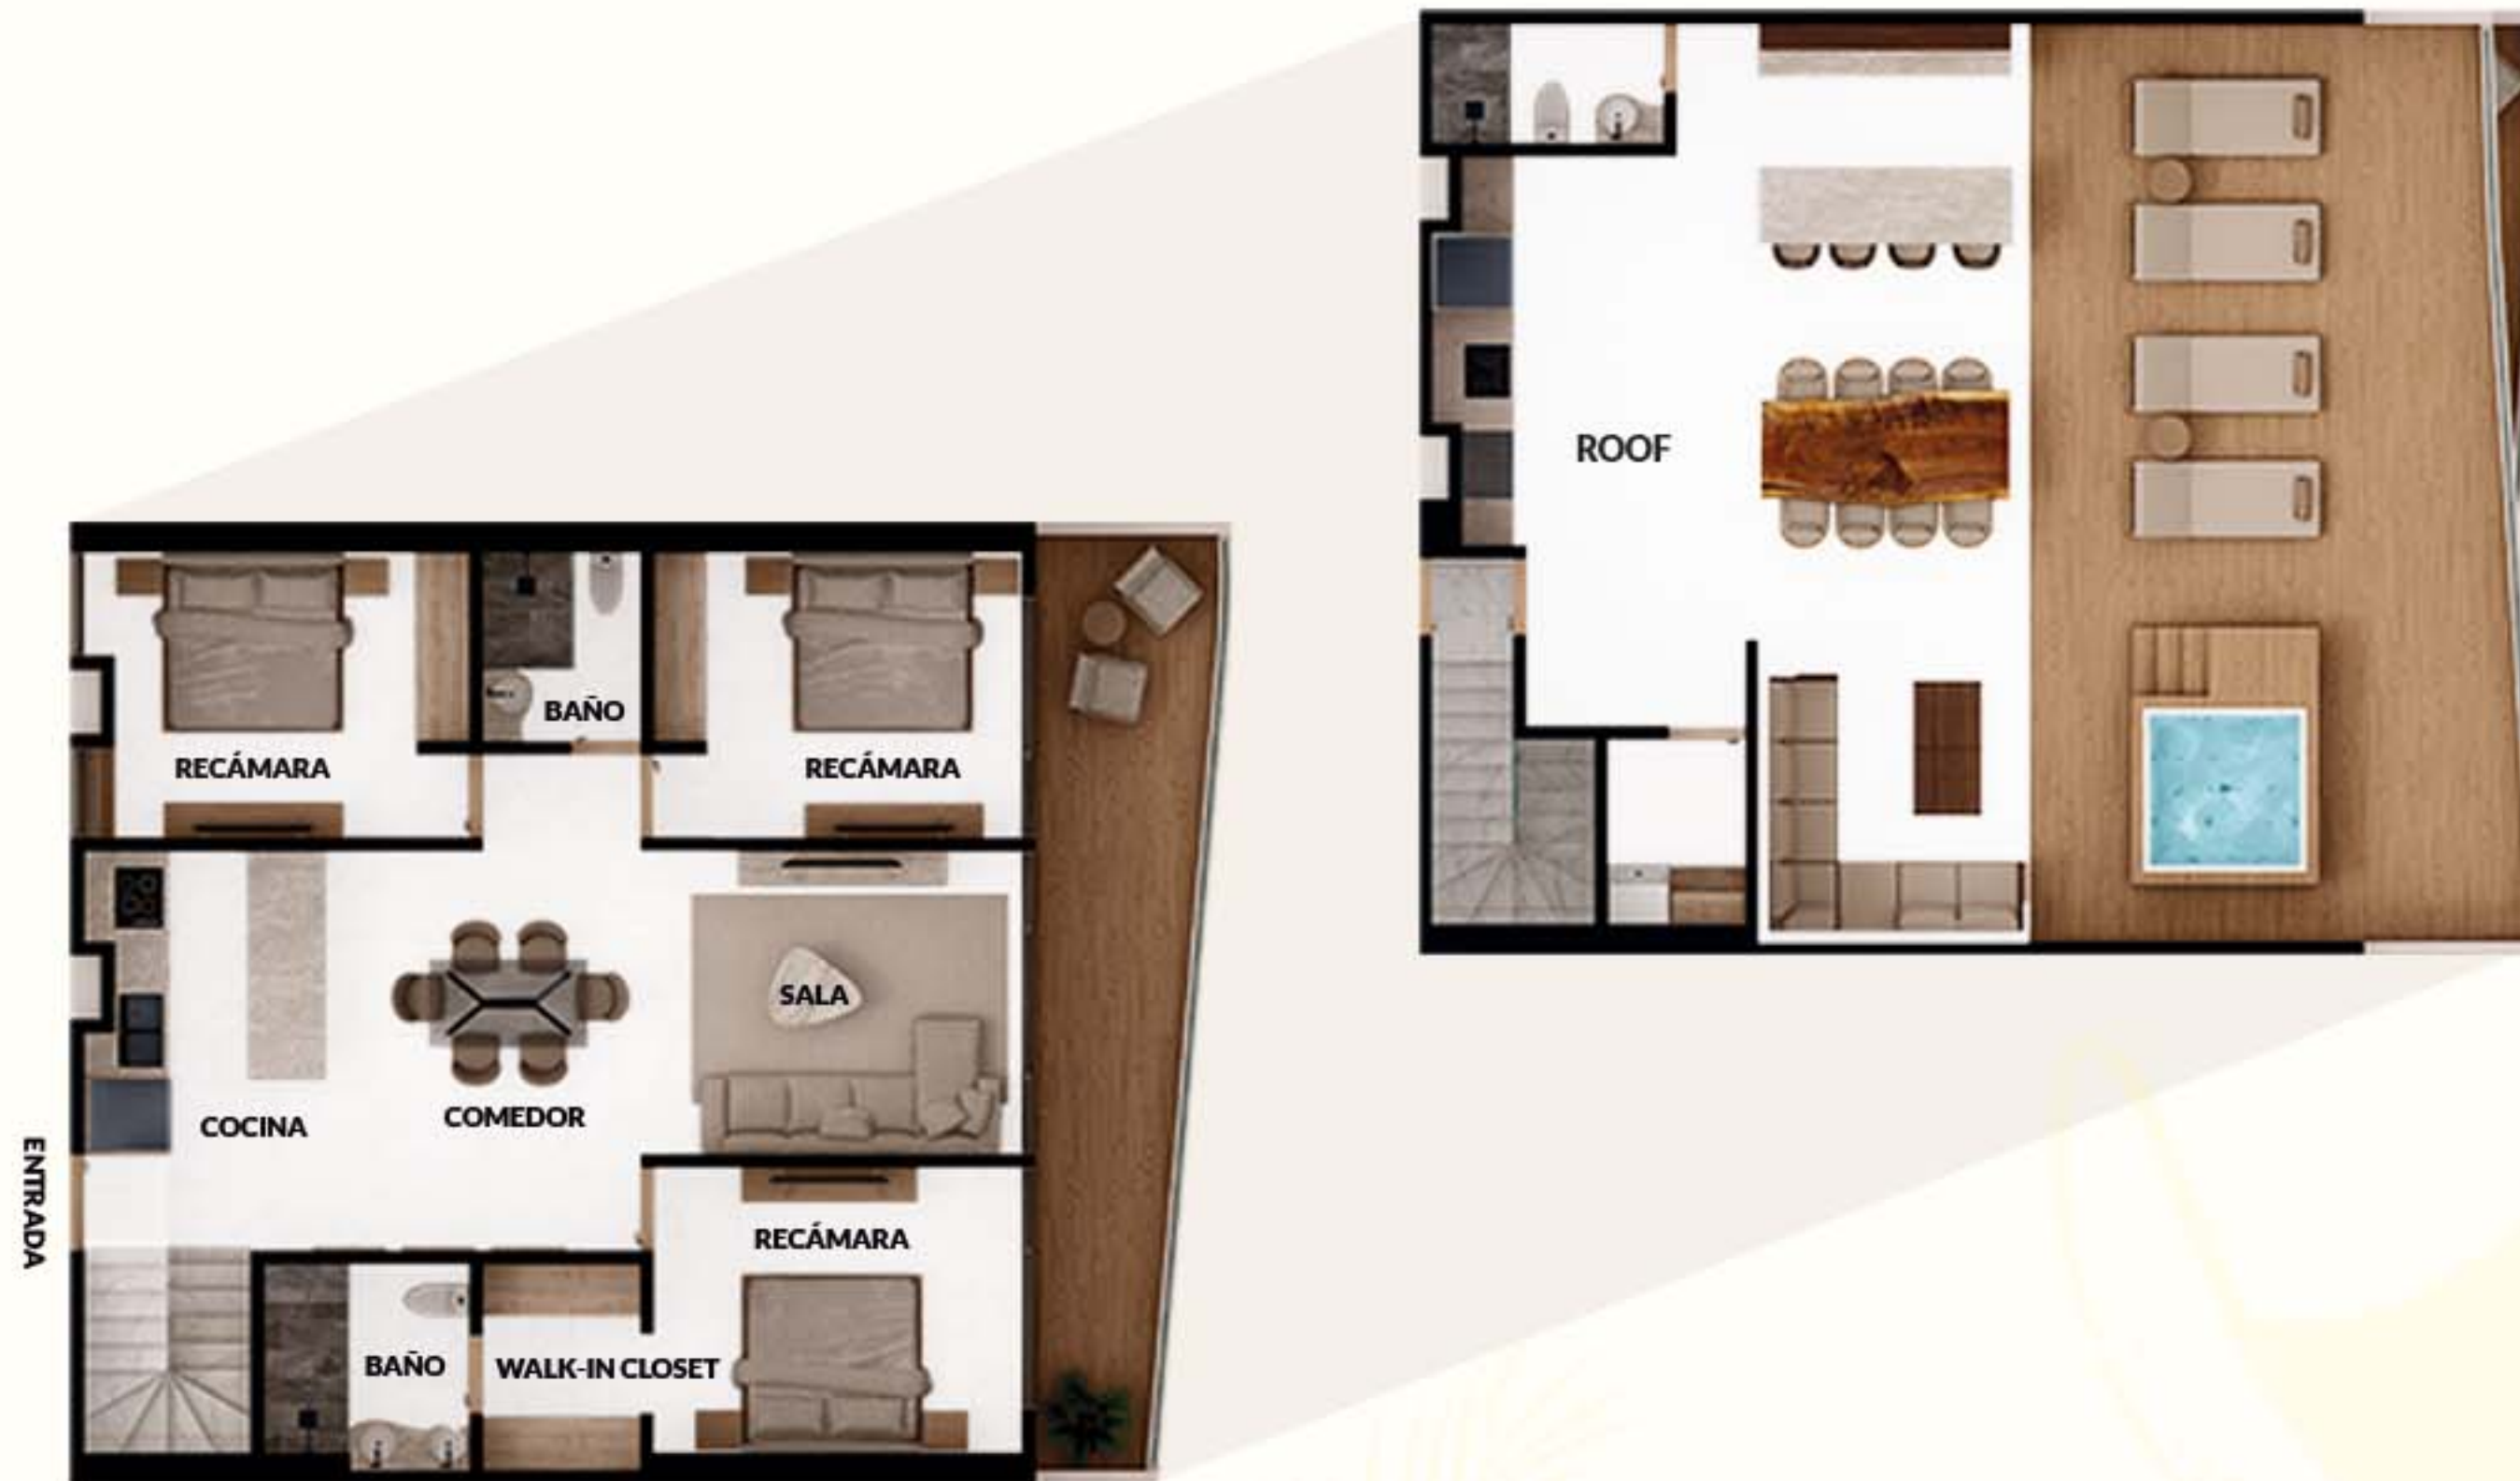 ROOF
BAÑO
RECÁMARA
RECÁMARA
SALA
COMEDOR
COCINA
ENTRADA
RECÁMARA
BAÑO
WALK-IN CLOSET